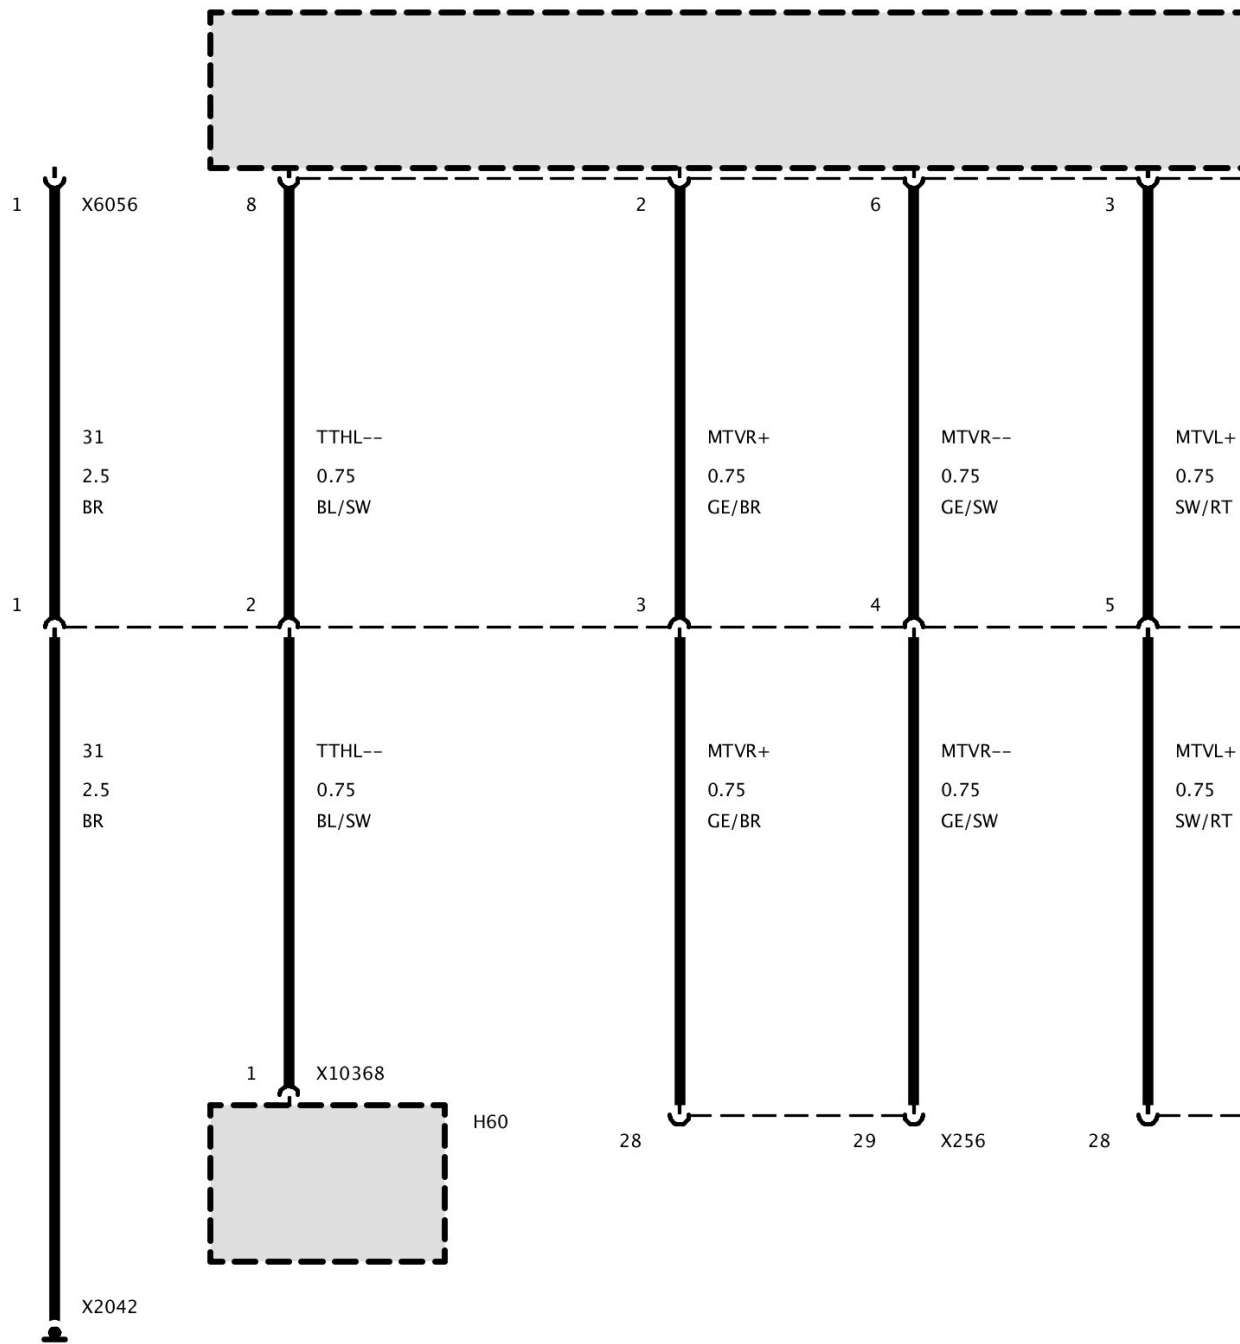 1 X6056 8 2 6 3
31 TTHL-- MTVR+ MTVR-- MTVL+
2.5 0.75 0.75 0.75 0.75
BR BL/SW GE/BR GE/SW SW/RT
1 2 3 4 5
31 TTHL-- MTVR+ MTVR-- MTVL+
2.5 0.75 0.75 0.75 0.75
BR BL/SW GE/BR GE/SW SW/RT
1 X10368
H60
28 29 X256 28
X2042